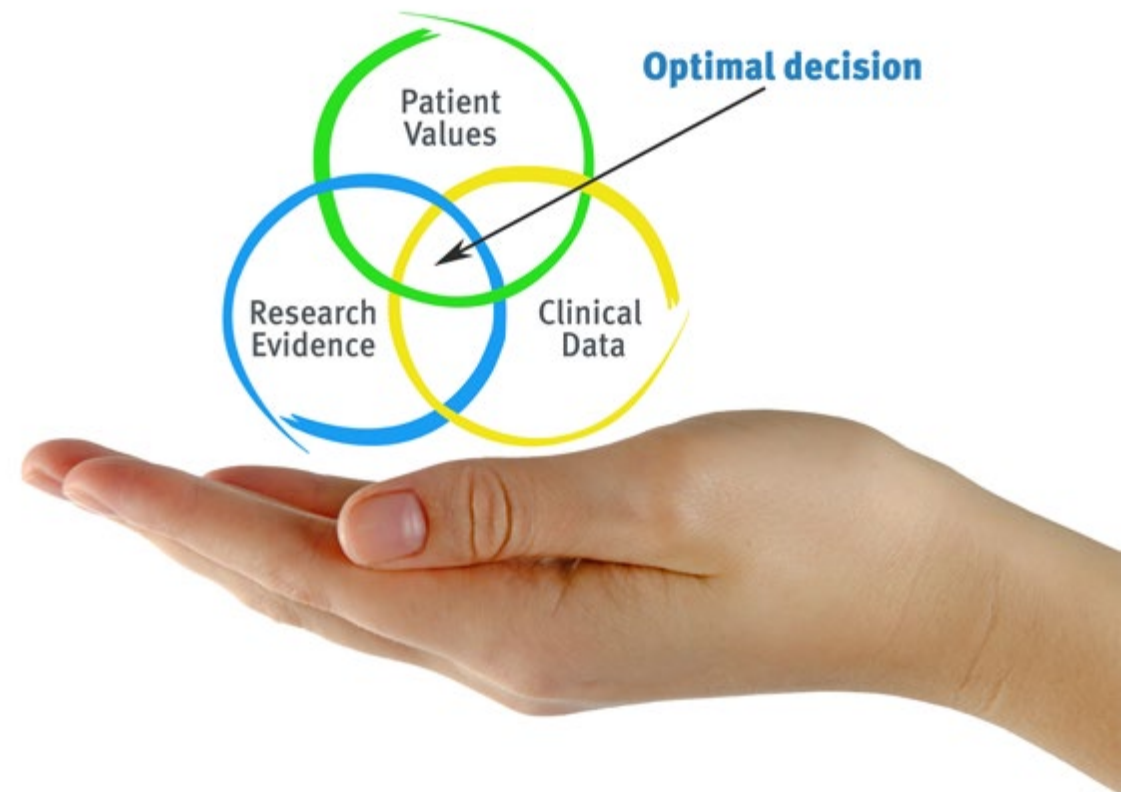 Optimal decision
Patient
Values
Research
Evidence
Clinical
Data